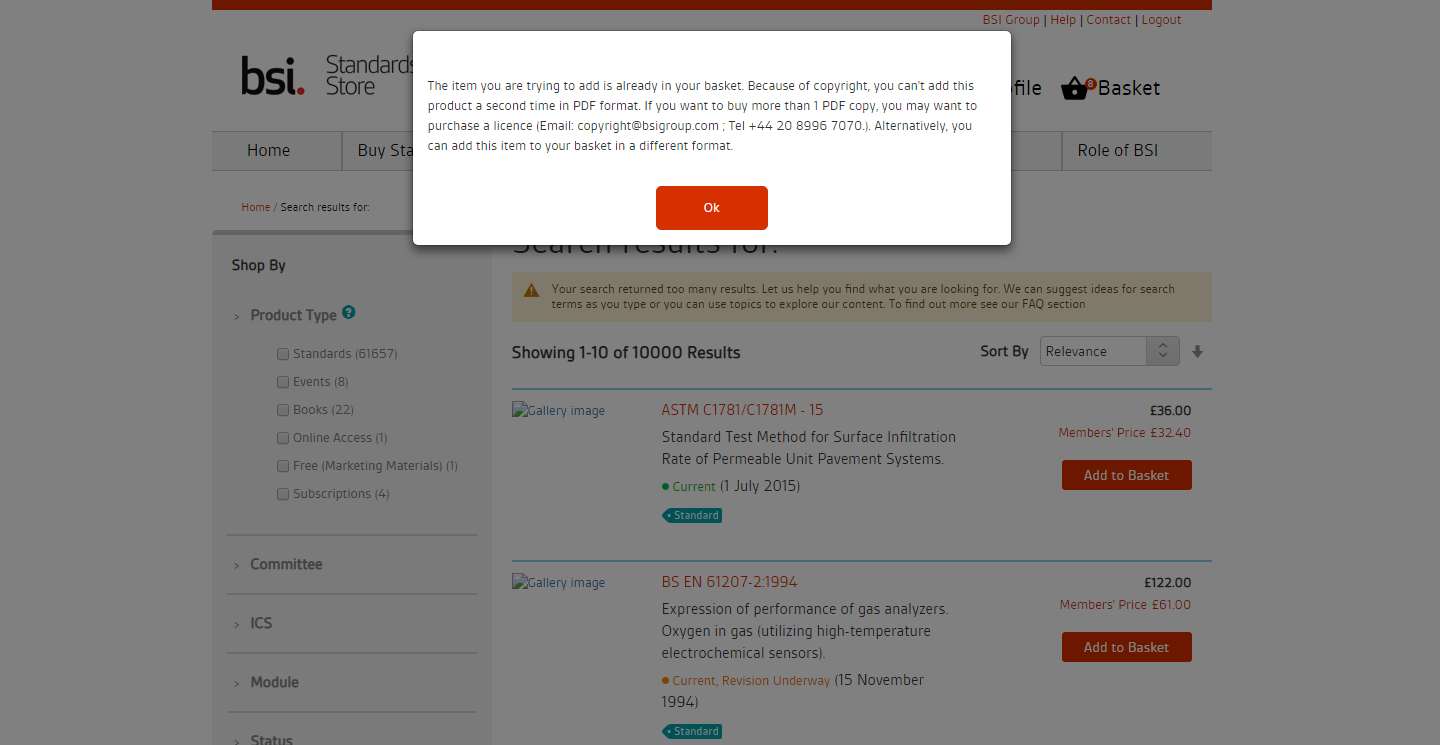 BSI Group | Help | Contact | Logout
bsi.
Standards
Store
ofile
8
Basket
The item you are trying to add is already in your basket. Because of copyright, you can't add this
product a second time in PDF format. If you want to buy more than 1 PDF copy, you may want to
purchase a licence (Email: copyright@bsigroup.com ; Tel +44 20 8996 7070.). Alternatively, you
can add this item to your basket in a different format.
Ok
Home
Buy Sta
Role of BSI
Home / Search results for:
Search results for:
Shop By
> Product Type ?
Standards (61657)
Events (8)
Books (22)
Online Access (1)
Free (Marketing Materials) (1)
Subscriptions (4)
> Committee
> ICS
> Module
> Status
Your search returned too many results. Let us help you find what you are looking for. We can suggest ideas for search
terms as you type or you can use topics to explore our content. To find out more see our FAQ section
Showing 1-10 of 10000 Results
Sort By
Relevance
Gallery image
ASTM C1781/C1781M - 15
Standard Test Method for Surface Infiltration
Rate of Permeable Unit Pavement Systems.
Current (1 July 2015)
Standard
£36.00
Members' Price £32.40
Add to Basket
Gallery image
BS EN 61207-2:1994
Expression of performance of gas analyzers.
Oxygen in gas (utilizing high-temperature
electrochemical sensors).
Current, Revision Underway (15 November
1994)
Standard
£122.00
Members' Price £61.00
Add to Basket